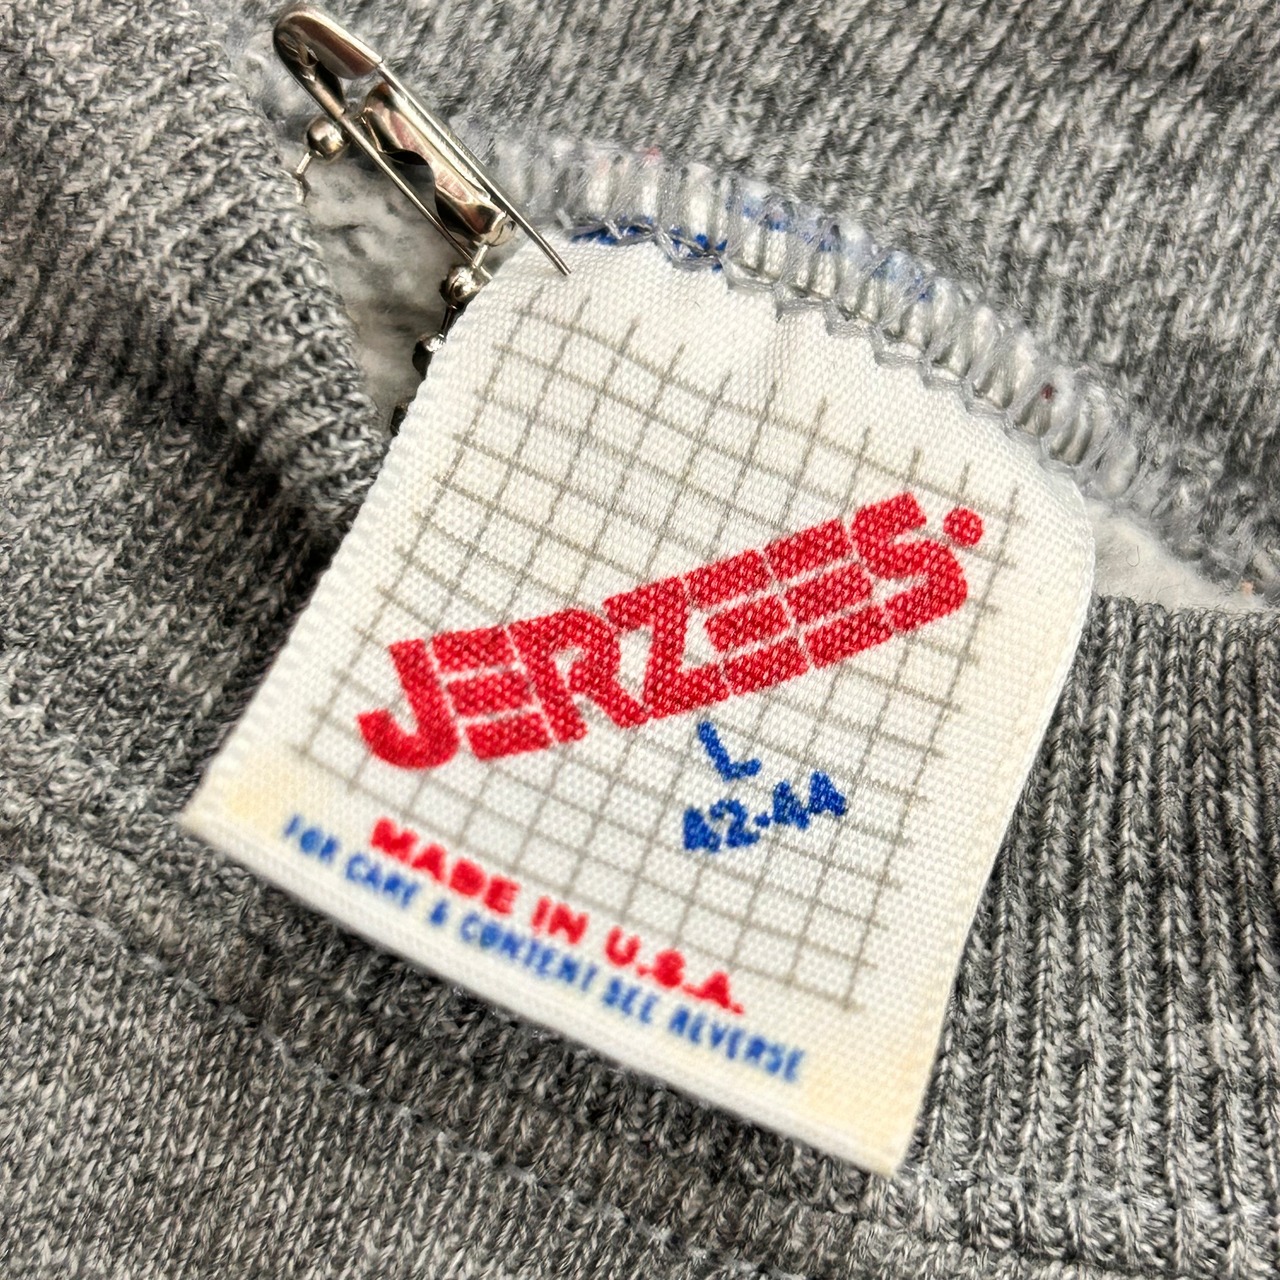 JERZEES
L
42-44
MADE IN U.S.A.
FOR CARE & CONTENT SEE REVERSE